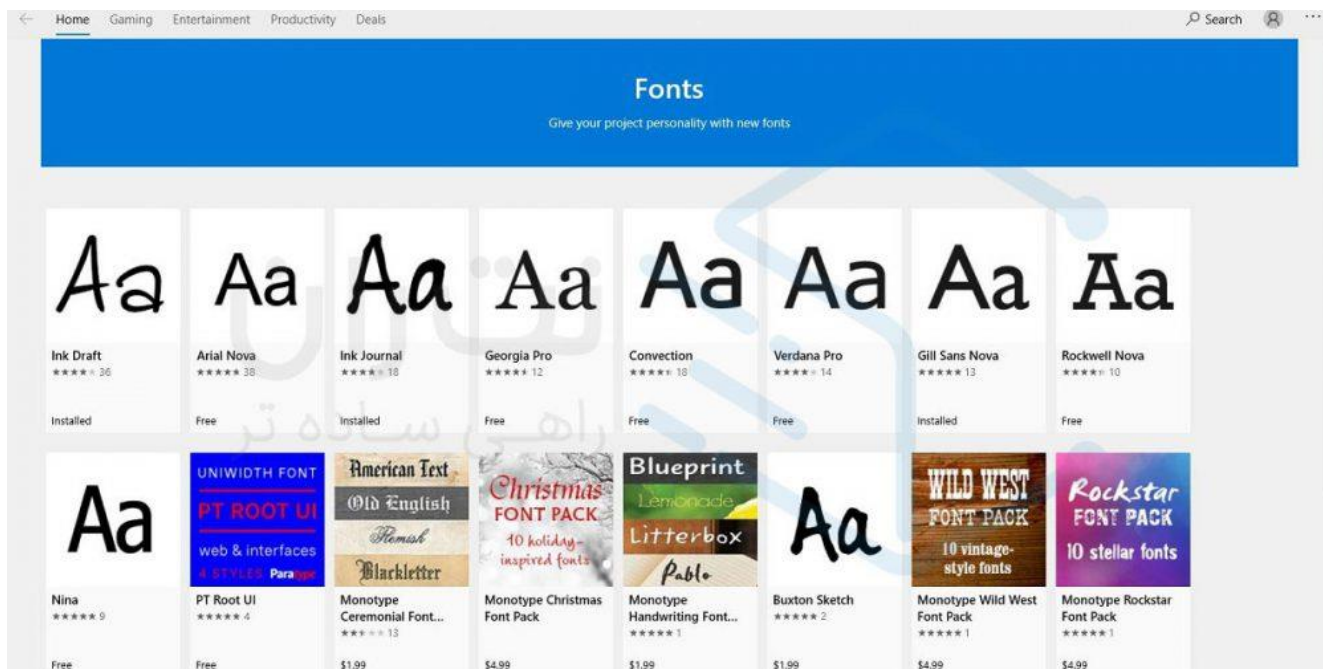 Home Gaming Entertainment Productivity Deals Search
Fonts
Give your project personality with new fonts
نت ران
راهی ساده تر
Aa Aa Aa Aa Aa Aa Aa Aa
Ink Draft Arial Nova Ink Journal Georgia Pro Convection Verdana Pro Gill Sans Nova Rockwell Nova
36 38 18 12 18 14 13 10
Installed Free Installed Free Free Free Installed Free
Aa
UNIWIDTH FONT
PT ROOT UI
web & interfaces
4 STYLES Paratype
American Text
Old English
Flemish
Blackletter
Christmas
FONT PACK
10 holiday-
inspired fonts
Blueprint
Lemonade
Litterbox
Pablo
Aa
WILD WEST
FONT PACK
10 vintage-
style fonts
Rockstar
FONT PACK
10 stellar fonts
Nina
9
Free
PT Root UI
4
Free
Monotype
Ceremonial Font...
13
$1.99
Monotype Christmas
Font Pack
$4.99
Monotype
Handwriting Font...
1
$1.99
Buxton Sketch
2
$1.99
Monotype Wild West
Font Pack
1
$4.99
Monotype Rockstar
Font Pack
1
$4.99